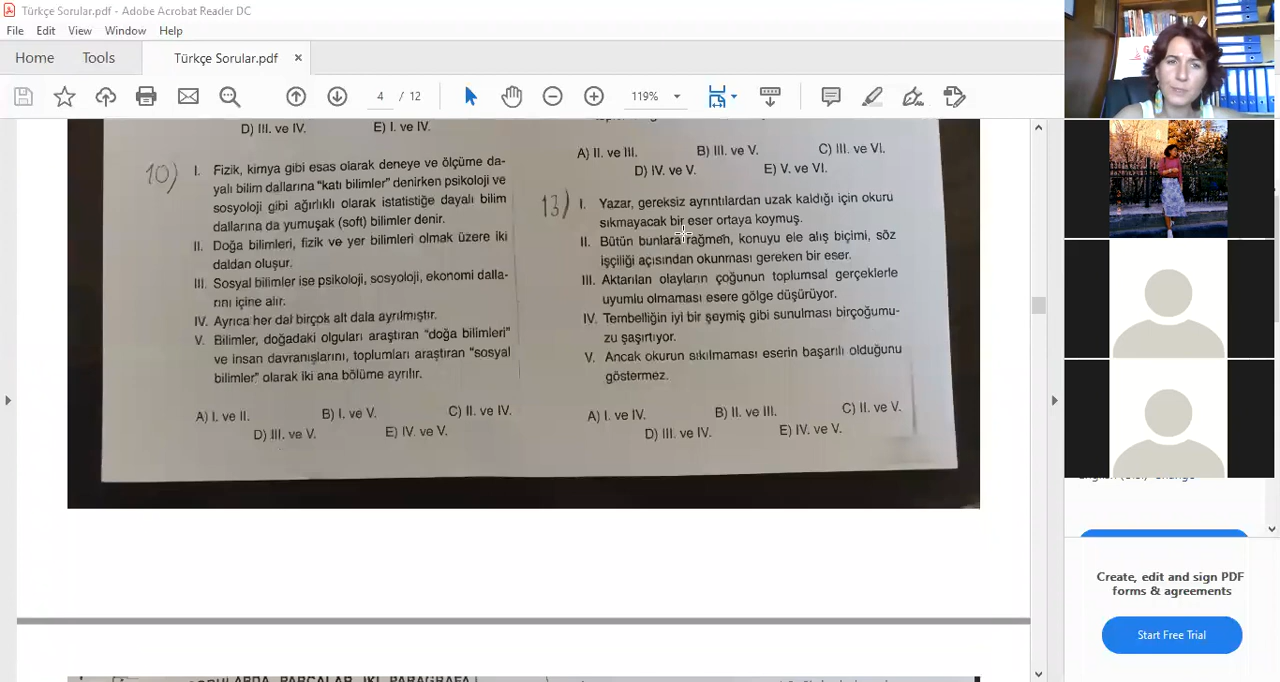 Türkçe Sorular.pdf - Adobe Acrobat Reader DC
File Edit View Window Help
Home Tools Türkçe Sorular.pdf ×
4 / 12 119%
D) III. ve IV. E) I. ve IV.
10) I. Fizik, kimya gibi esas olarak deneye ve ölçüme da-
yalı bilim dallarına “katı bilimler” denirken psikoloji ve
sosyoloji gibi ağırlıklı olarak istatistiğe dayalı bilim
dallarına da yumuşak (soft) bilimler denir.
II. Doğa bilimleri, fizik ve yer bilimleri olmak üzere iki
daldan oluşur.
III. Sosyal bilimler ise psikoloji, sosyoloji, ekonomi dalla-
rını içine alır.
IV. Ayrıca her dal birçok alt dala ayrılmıştır.
V. Bilimler, doğadaki olguları araştıran “doğa bilimleri”
ve insan davranışlarını, toplumları araştıran “sosyal
bilimler” olarak iki ana bölüme ayrılır.
A) I. ve II. B) I. ve V. C) II. ve IV.
D) III. ve V. E) IV. ve V.
A) II. ve III. B) III. ve V. C) III. ve VI.
D) IV. ve V. E) V. ve VI.
13) I. Yazar, gereksiz ayrıntılardan uzak kaldığı için okuru
sıkmayacak bir eser ortaya koymuş.
II. Bütün bunlara rağmen, konuyu ele alış biçimi, söz
işçiliği açısından okunması gereken bir eser.
III. Aktarılan olayların çoğunun toplumsal gerçeklerle
uyumlu olmaması esere gölge düşürüyor.
IV. Tembelliğin iyi bir şeymiş gibi sunulması birçoğumu-
zu şaşırtıyor.
V. Ancak okurun sıkılmaması eserin başarılı olduğunu
göstermez.
A) I. ve IV. B) II. ve III. C) II. ve V.
D) III. ve IV. E) IV. ve V.
Create, edit and sign PDF
forms & agreements
Start Free Trial